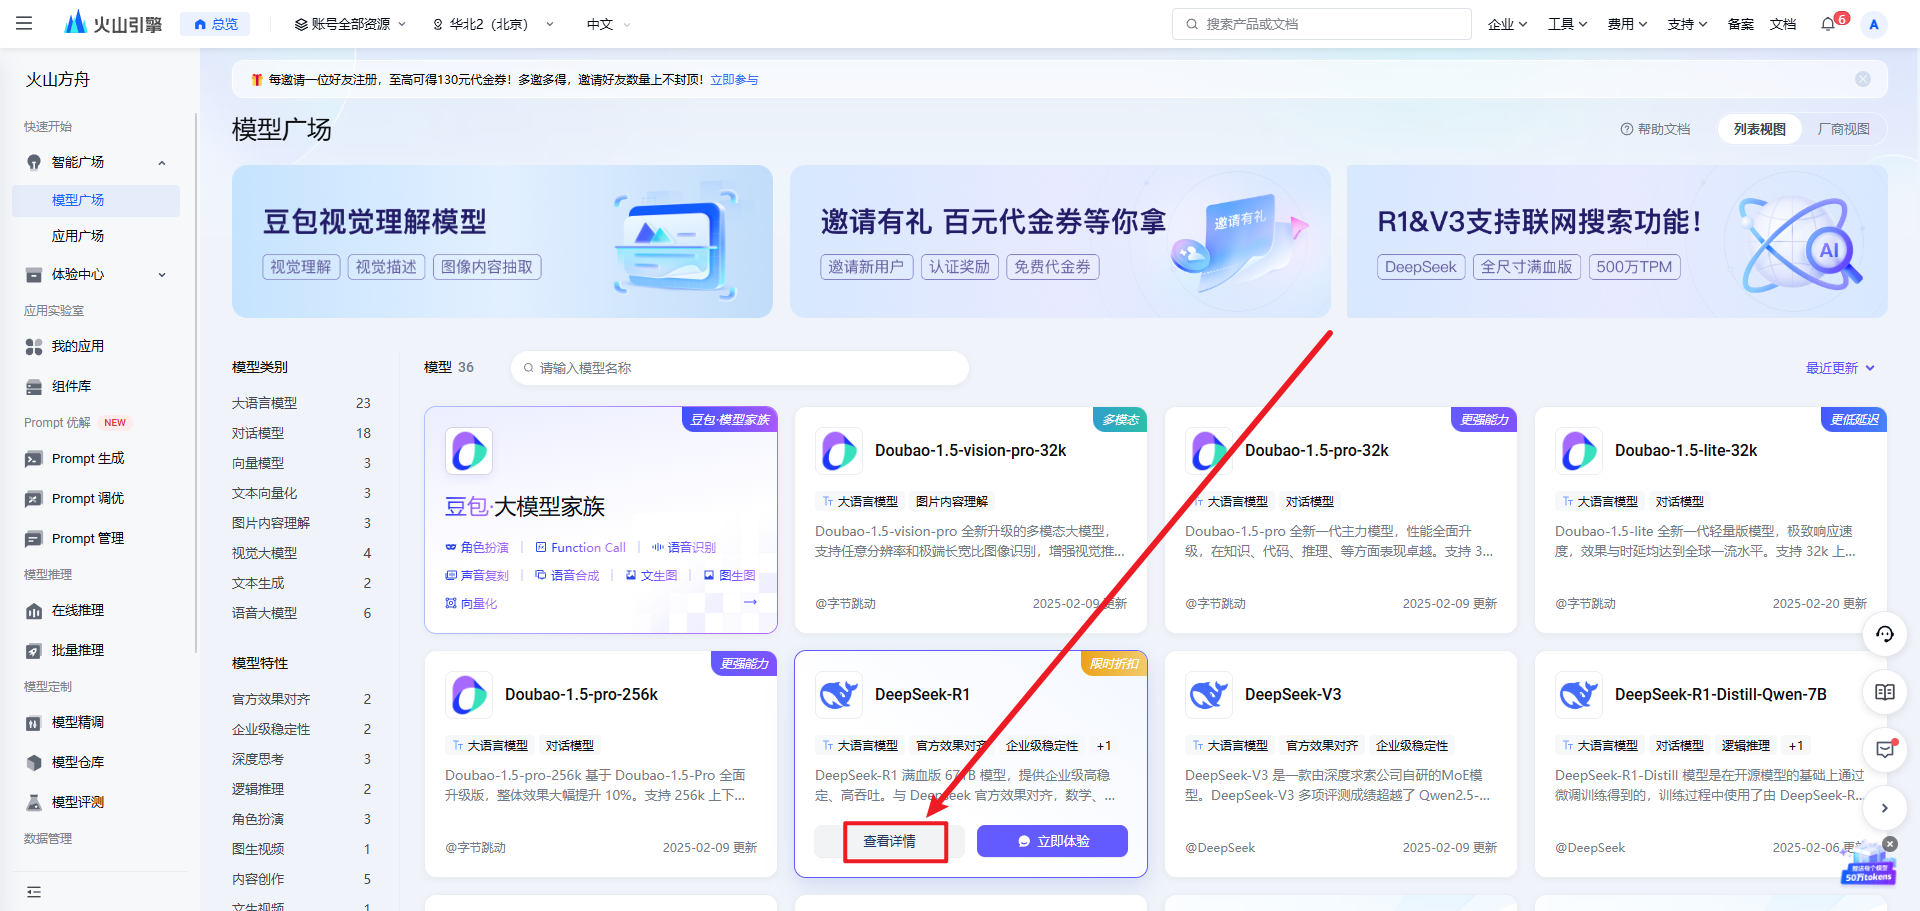 火山引擎
总览
账号全部资源
华北2（北京）
中文
搜索产品或文档
企业
工具
费用
支持
备案
文档
6
A
火山方舟
快速开始
智能广场
模型广场
应用广场
体验中心
应用实验室
我的应用
组件库
Prompt 优解 NEW
Prompt 生成
Prompt 调优
Prompt 管理
模型推理
在线推理
批量推理
模型定制
模型精调
模型仓库
模型评测
数据管理
每邀请一位好友注册，至高可得130元代金券！多邀多得，邀请好友数量上不封顶！ 立即参与
模型广场
帮助文档
列表视图
厂商视图
豆包视觉理解模型
视觉理解 视觉描述 图像内容抽取
邀请有礼 百元代金券等你拿
邀请新用户 认证奖励 免费代金券
邀请有礼
R1&V3支持联网搜索功能！
DeepSeek 全尺寸满血版 500万TPM
AI
模型类别
大语言模型 23
对话模型 18
向量模型 3
文本向量化 3
图片内容理解 3
视觉大模型 4
文本生成 2
语音大模型 6
模型特性
官方效果对齐 2
企业级稳定性 2
深度思考 3
逻辑推理 2
角色扮演 3
图生视频 1
内容创作 5
文生视频 1
模型 36
请输入模型名称
最近更新
豆包·模型家族
豆包·大模型家族
角色扮演 Function Call 语音识别
声音复刻 语音合成 文生图 图生图
向量化
多模态
Doubao-1.5-vision-pro-32k
大语言模型 图片内容理解
Doubao-1.5-vision-pro 全新升级的多模态大模型，
支持任意分辨率和极端长宽比图像识别，增强视觉推...
@字节跳动 2025-02-09 更新
更强能力
Doubao-1.5-pro-32k
大语言模型 对话模型
Doubao-1.5-pro 全新一代主力模型，性能全面升
级，在知识、代码、推理、等方面表现卓越。支持 3...
@字节跳动 2025-02-09 更新
更低延迟
Doubao-1.5-lite-32k
大语言模型 对话模型
Doubao-1.5-lite 全新一代轻量版模型，极致响应速
度，效果与时延均达到全球一流水平。支持 32k 上...
@字节跳动 2025-02-20 更新
更强能力
Doubao-1.5-pro-256k
大语言模型 对话模型
Doubao-1.5-pro-256k 基于 Doubao-1.5-Pro 全面
升级版，整体效果大幅提升 10%。支持 256k 上下...
@字节跳动 2025-02-09 更新
限时折扣
DeepSeek-R1
大语言模型 官方效果对齐 企业级稳定性 +1
DeepSeek-R1 满血版 671B 模型，提供企业级高稳
定、高吞吐。与 DeepSeek 官方效果对齐，数学、...
查看详情
立即体验
DeepSeek-V3
大语言模型 官方效果对齐 企业级稳定性
DeepSeek-V3 是一款由深度求索公司自研的MoE模
型。DeepSeek-V3 多项评测成绩超越了 Qwen2.5-...
@DeepSeek 2025-02-09 更新
DeepSeek-R1-Distill-Qwen-7B
大语言模型 对话模型 逻辑推理 +1
DeepSeek-R1-Distill 模型是在开源模型的基础上通过
微调训练得到的，训练过程中使用了由 DeepSeek-R...
@DeepSeek 2025-02-06 更新
50万tokens